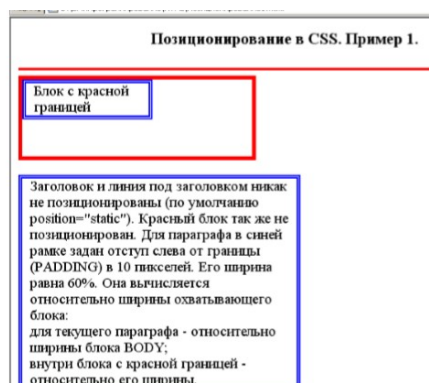 Позиционирование в CSS. Пример 1.
Блок с красной
границей
Заголовок и линия под заголовком никак
не позиционированы (по умолчанию
position="static"). Красный блок так же не
позиционирован. Для параграфа в синей
рамке задан отступ слева от границы
(PADDING) в 10 пикселей. Его ширина
равна 60%. Она вычисляется
относительно ширины охватывающего
блока:
для текущего параграфа - относительно
ширины блока BODY;
внутри блока с красной границей -
относительно его ширины.